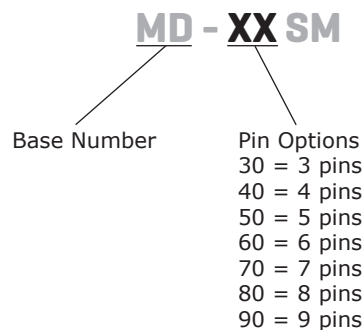 MD - XX SM
Base Number
Pin Options
30 = 3 pins
40 = 4 pins
50 = 5 pins
60 = 6 pins
70 = 7 pins
80 = 8 pins
90 = 9 pins